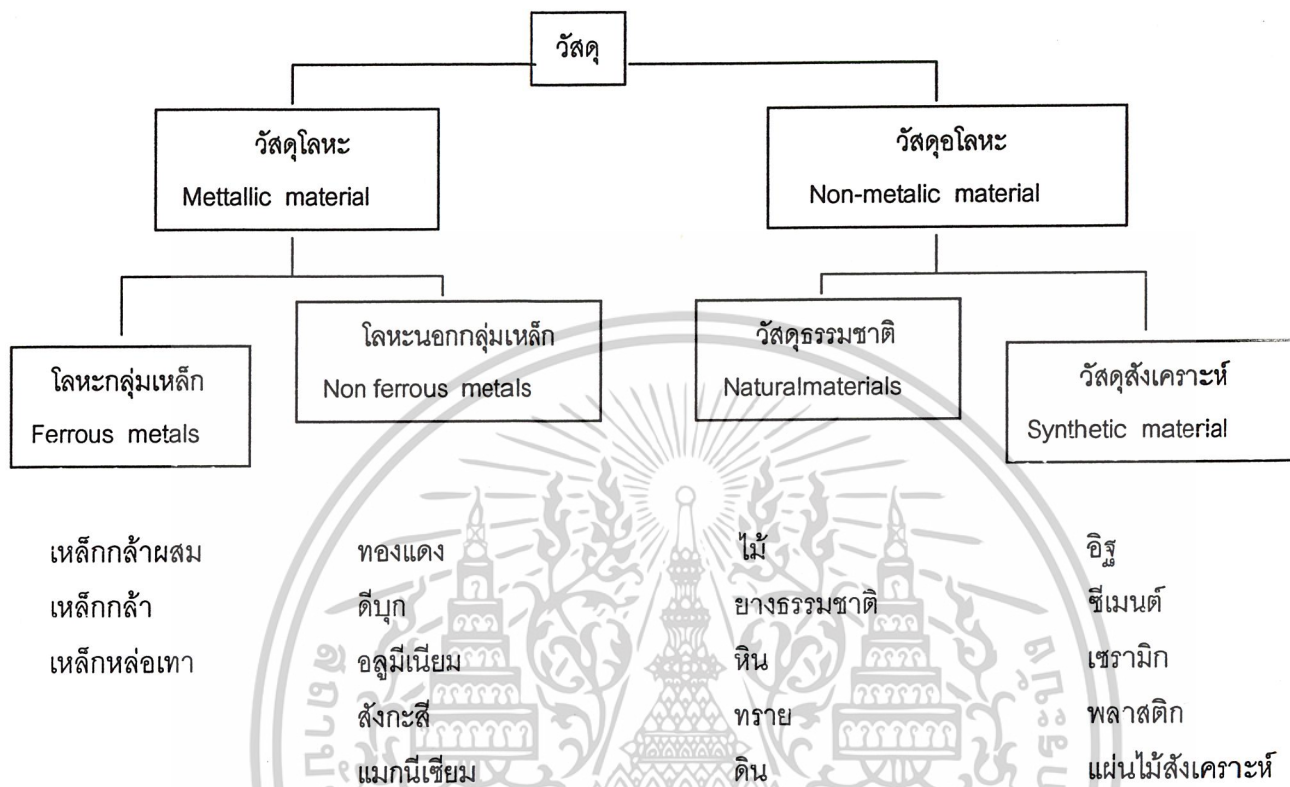 วัสดุ
วัสดุโลหะ
Mettallic material
วัสดุอโลหะ
Non-metalic material
โลหะกลุ่มเหล็ก
Ferrous metals
โลหะนอกกลุ่มเหล็ก
Non ferrous metals
วัสดุธรรมชาติ
Naturalmaterials
วัสดุสังเคราะห์
Synthetic material
เหล็กกล้าผสม
เหล็กกล้า
เหล็กหล่อเทา
ทองแดง
ดีบุก
อลูมีเนียม
สังกะสี
แมกนีเซียม
ไม้
ยางธรรมชาติ
หิน
ทราย
ดิน
อิฐ
ซีเมนต์
เซรามิก
พลาสติก
แผ่นไม้สังเคราะห์